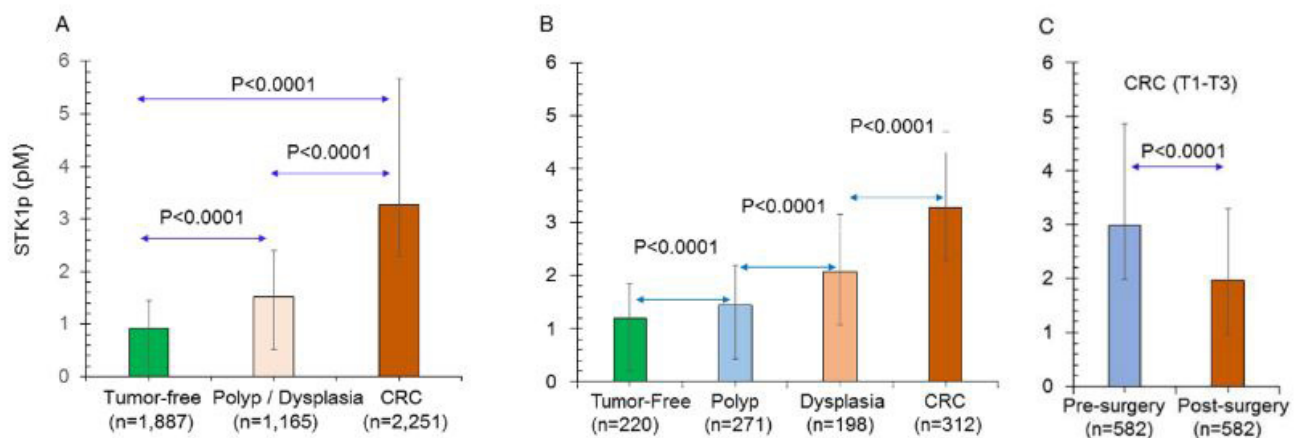 A
STK1p (pM)
6
5
4
3
2
1
0
P<0.0001
P<0.0001
P<0.0001
Tumor-free
(n=1,887)
Polyp / Dysplasia
(n=1,165)
CRC
(n=2,251)
B
6
5
4
3
2
1
0
P<0.0001
P<0.0001
P<0.0001
Tumor-Free
(n=220)
Polyp
(n=271)
Dysplasia
(n=198)
CRC
(n=312)
C
6
5
4
3
2
1
0
CRC (T1-T3)
P<0.0001
Pre-surgery
(n=582)
Post-surgery
(n=582)